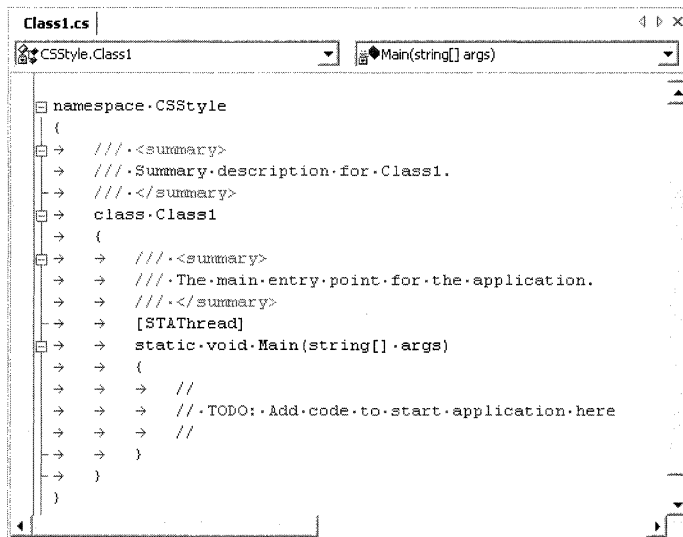 Class1.cs
CSStyle.Class1
Main(string[] args)
namespace·CSStyle
{
→ ///·<summary>
→ ///·Summary·description·for·Class1.
→ ///·</summary>
→ class·Class1
→ {
→ → ///·<summary>
→ → ///·The·main·entry·point·for·the·application.
→ → ///·</summary>
→ → [STAThread]
→ → static·void·Main(string[]·args)
→ → {
→ → → //
→ → → //·TODO:·Add·code·to·start·application·here
→ → → //
→ → }
→ }
}